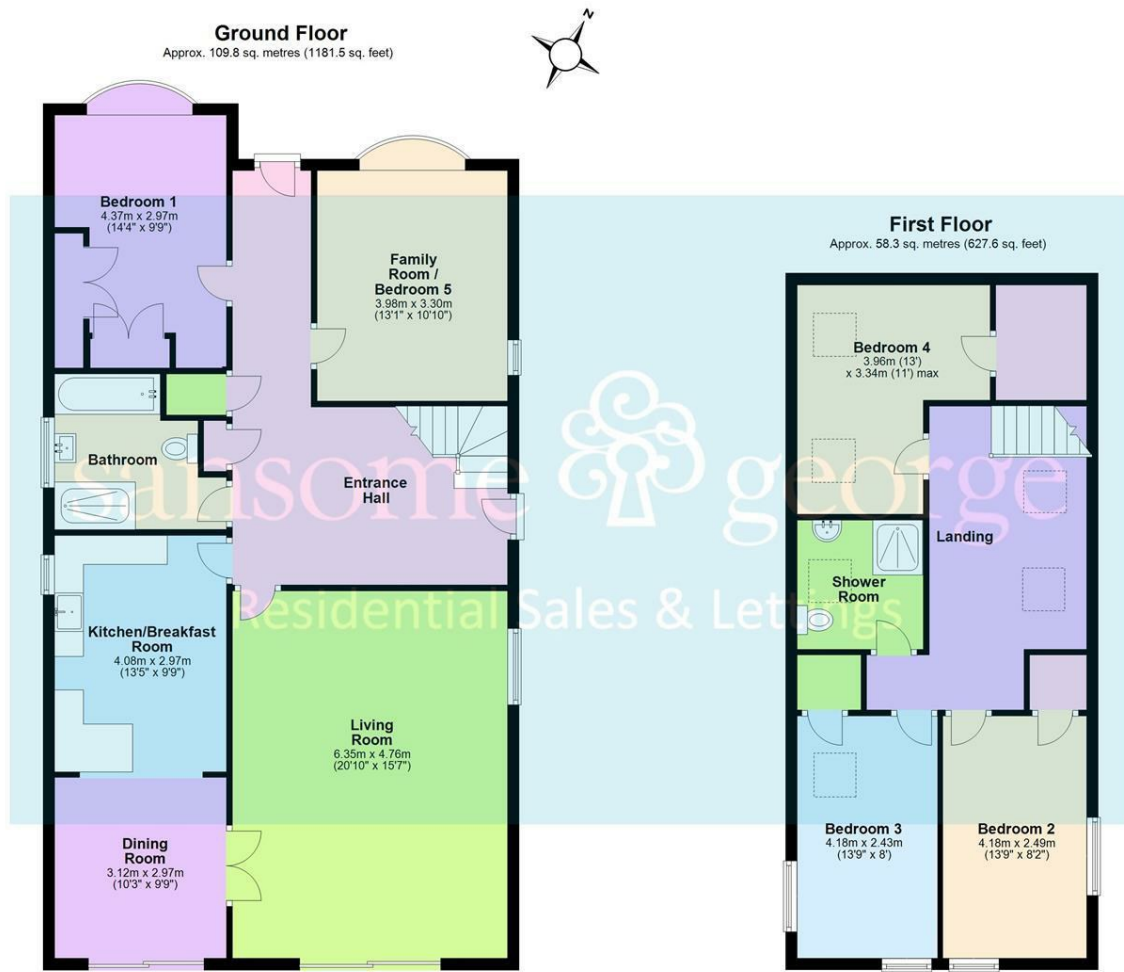 Ground Floor
Approx. 109.8 sq. metres (1181.5 sq. feet)
N
Bedroom 1
4.37m x 2.97m
(14'4" x 9'9")
Family
Room /
Bedroom 5
3.98m x 3.30m
(13'1" x 10'10")
Bathroom
Entrance
Hall
Kitchen/Breakfast
Room
4.08m x 2.97m
(13'5" x 9'9")
Living
Room
6.35m x 4.76m
(20'10" x 15'7")
Dining
Room
3.12m x 2.97m
(10'3" x 9'9")
First Floor
Approx. 58.3 sq. metres (627.6 sq. feet)
Bedroom 4
3.96m (13')
x 3.34m (11') max
Landing
Shower
Room
Bedroom 3
4.18m x 2.43m
(13'9" x 8')
Bedroom 2
4.18m x 2.49m
(13'9" x 8'2")
sansome george
Residential Sales & Lettings